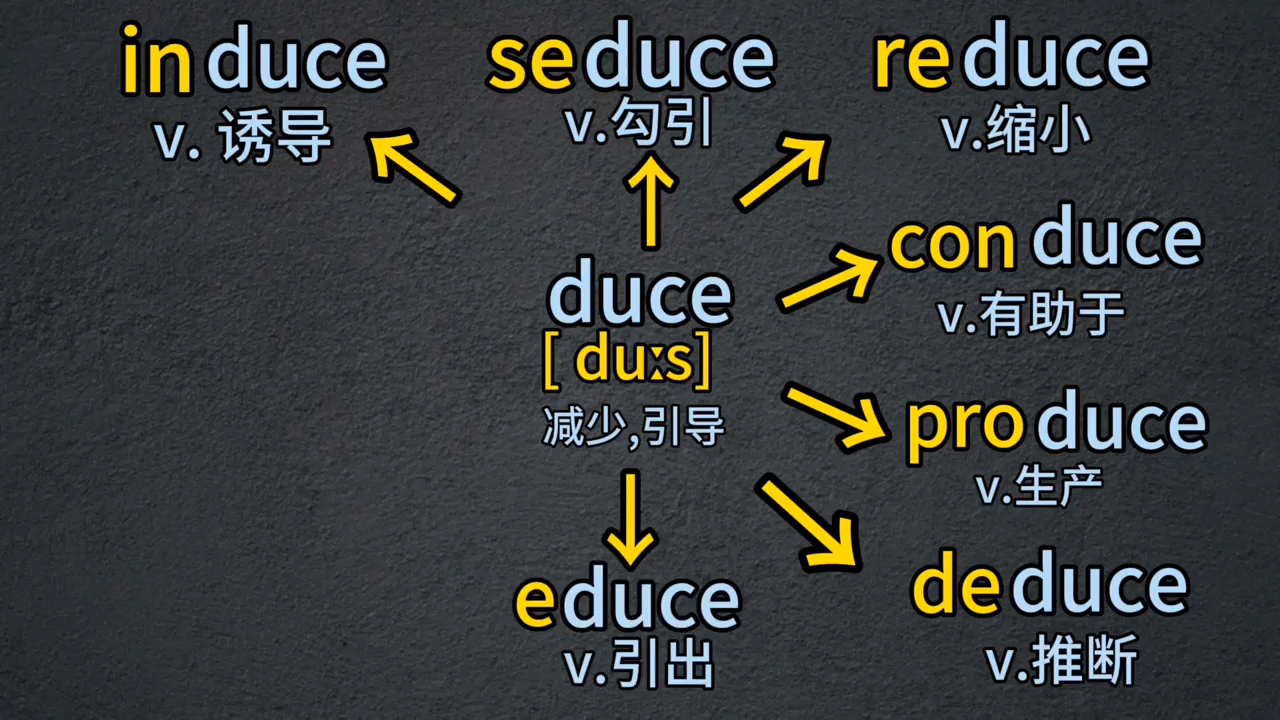 induce
v. 诱导
seduce
v.勾引
reduce
v.缩小
conduce
v.有助于
duce
[ duːs]
减少,引导
produce
v.生产
educe
v.引出
deduce
v.推断